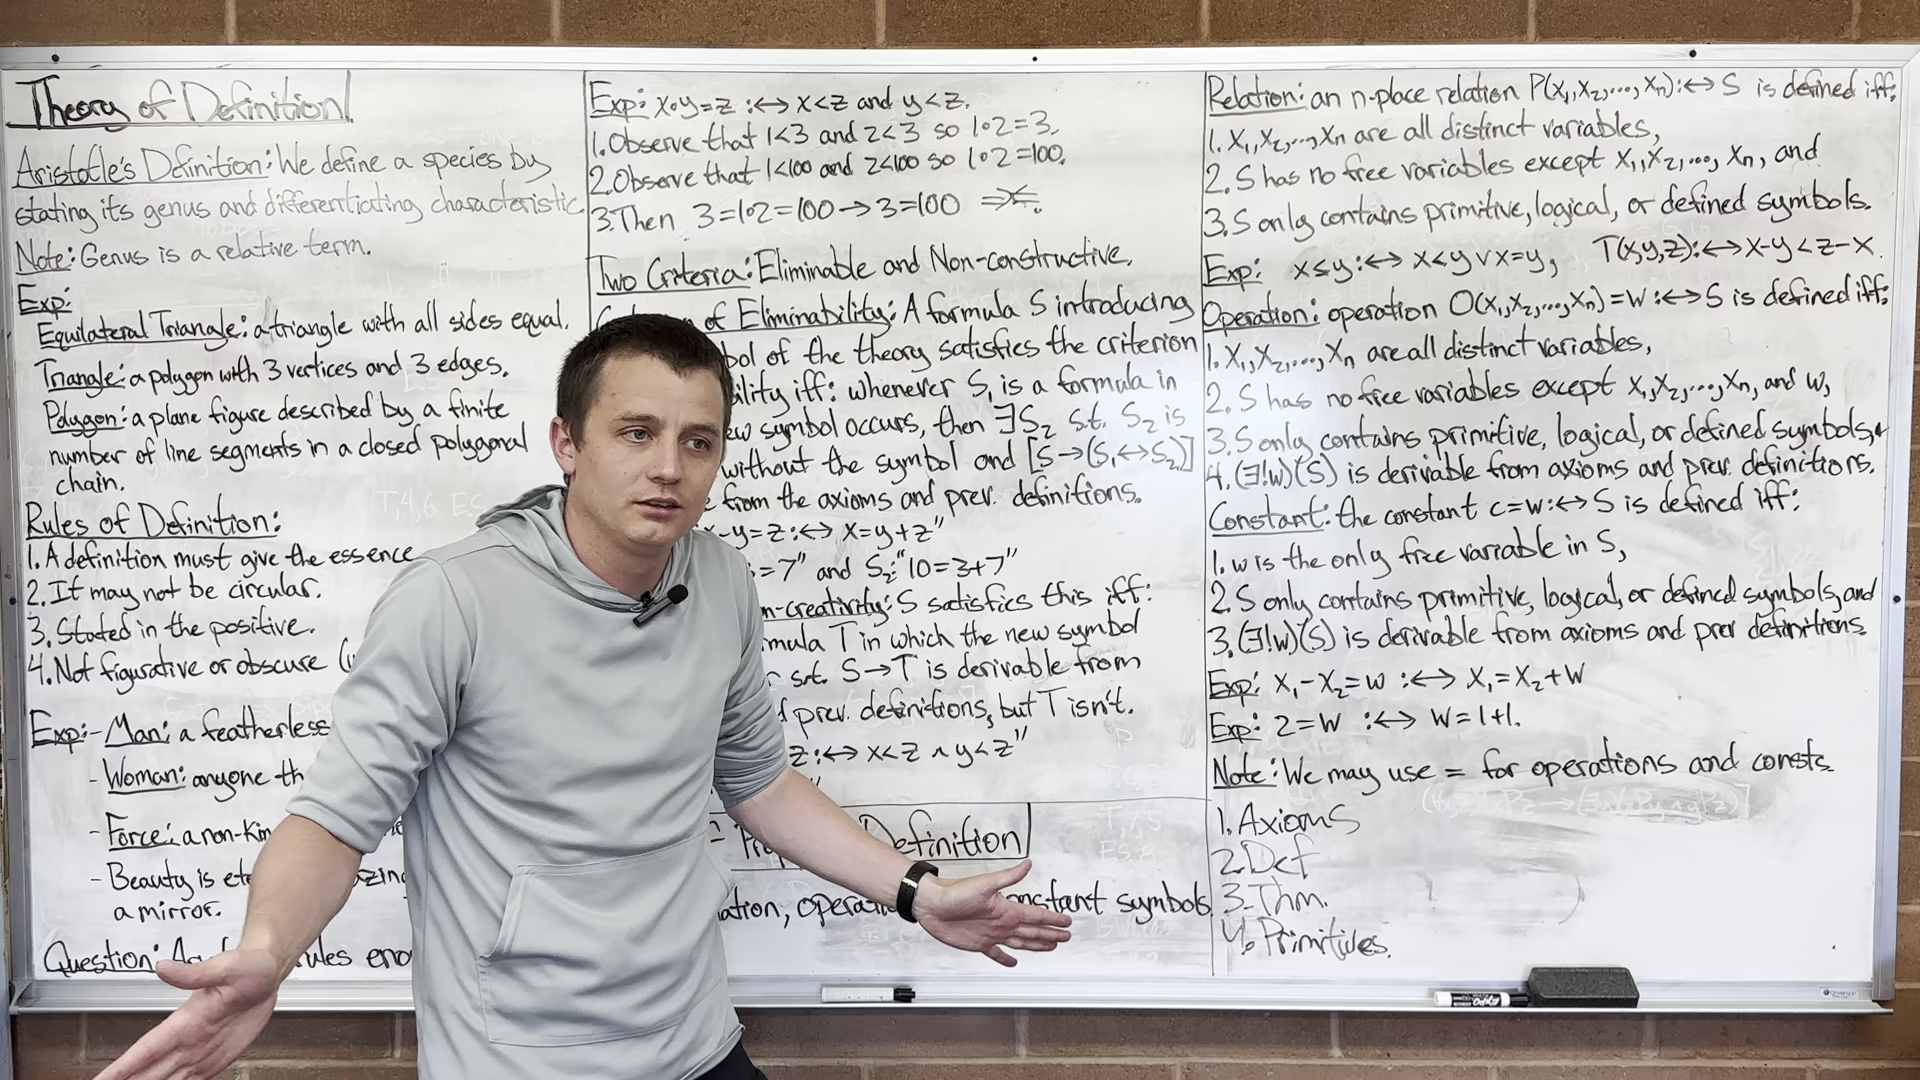 Theory of Definition
Aristotle's Definition: We define a species by
stating its genus and differentiating characteristic.
Note: Genus is a relative term.
Exp:
Equilateral Triangle: a triangle with all sides equal.
Triangle: a polygon with 3 vertices and 3 edges.
Polygon: a plane figure described by a finite
number of line segments in a closed polygonal
chain.
Rules of Definition:
1. A definition must give the essence
2. It may not be circular.
3. Stated in the positive.
4. Not figurative or obscure
Exp: - Man: a featherless
- Woman: anyone th
- Force: a non-kin
- Beauty is
a mirror.
Question:
Exp: x∘y=z :↔ x<z and y<z.
1. Observe that 1<3 and 2<3 so 1∘2=3.
2. Observe that 1<100 and 2<100 so 1∘2=100.
3. Then 3=1∘2=100→3=100
Two Criteria: Eliminable and Non-constructive.
of Eliminability: A formula S introducing
bol of the theory satisfies the criterion
ility iff: whenever S₁ is a formula in
ew symbol occurs, then ∃S₂ s.t. S₂ is
without the symbol and [S→(S₁↔S₂)]
from the axioms and prev. definitions.
-y=z :↔ x=y+z"
=7" and S₂: "10=3+7"
n-creativity: S satisfies this iff:
mula T in which the new symbol
s.t. S→T is derivable from
prev. definitions, but T isn't.
z :↔ x<z ∧ y<z"
Definition
ation, constant symbols
Relation: an n-place relation P(x₁,x₂,...,xₙ) :↔ S is defined iff:
1. x₁,x₂,...,xₙ are all distinct variables,
2. S has no free variables except x₁,x₂,..., xₙ, and
3. S only contains primitive, logical, or defined symbols.
Exp: x≤y :↔ x<y ∨ x=y, T(x,y,z) :↔ x-y<z-x.
Operation: operation O(x₁,x₂,...,xₙ)=w :↔ S is defined iff:
1. x₁,x₂,...,xₙ are all distinct variables,
2. S has no free variables except x₁,x₂,...,xₙ, and w,
3. S only contains primitive, logical, or defined symbols, &
4. (∃!w)(S) is derivable from axioms and prev. definitions.
Constant: the constant c=w :↔ S is defined iff:
1. w is the only free variable in S,
2. S only contains primitive, logical, or defined symbols, and
3. (∃!w)(S) is derivable from axioms and prev definitions.
Exp: x₁-x₂=w :↔ x₁=x₂+w
Exp: 2=w :↔ w=1+1.
Note: We may use = for operations and consts.
1. Axioms
2. Def
3. Thm.
4. Primitives.